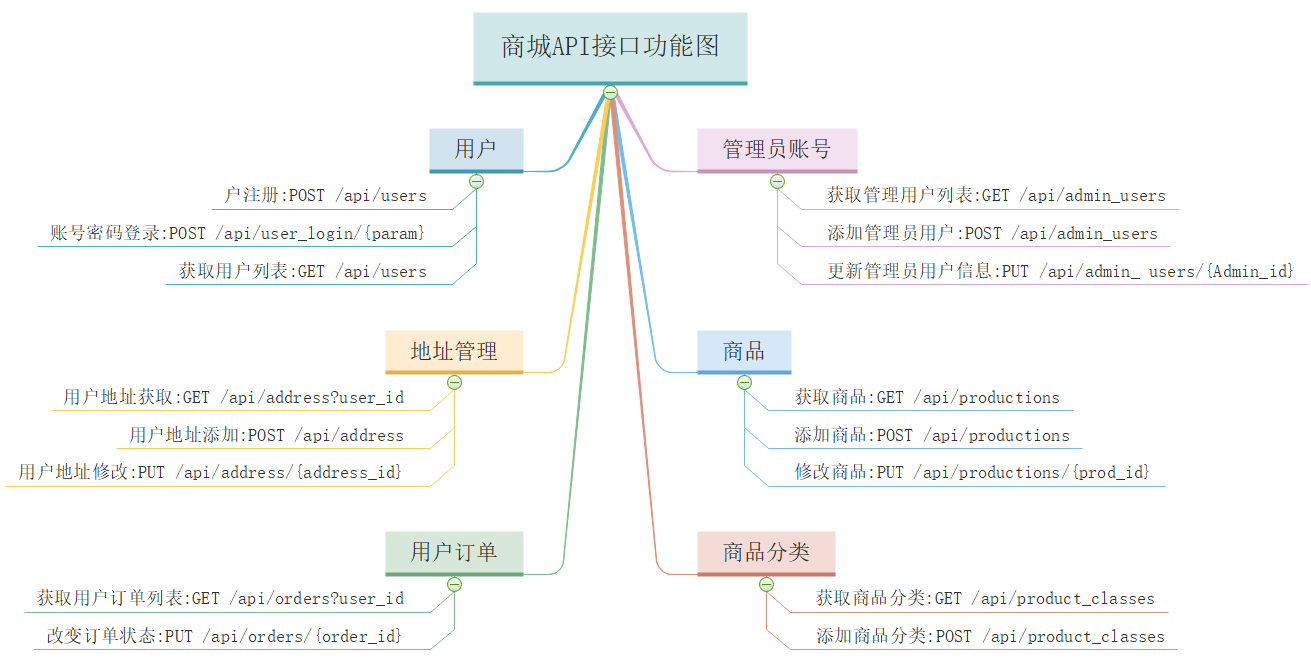 商城API接口功能图
用户
户注册:POST /api/users
账号密码登录:POST /api/user_login/{param}
获取用户列表:GET /api/users
地址管理
用户地址获取:GET /api/address?user_id
用户地址添加:POST /api/address
用户地址修改:PUT /api/address/{address_id}
用户订单
获取用户订单列表:GET /api/orders?user_id
改变订单状态:PUT /api/orders/{order_id}
管理员账号
获取管理用户列表:GET /api/admin_users
添加管理员用户:POST /api/admin_users
更新管理员用户信息:PUT /api/admin_ users/{Admin_id}
商品
获取商品:GET /api/productions
添加商品:POST /api/productions
修改商品:PUT /api/productions/{prod_id}
商品分类
获取商品分类:GET /api/product_classes
添加商品分类:POST /api/product_classes